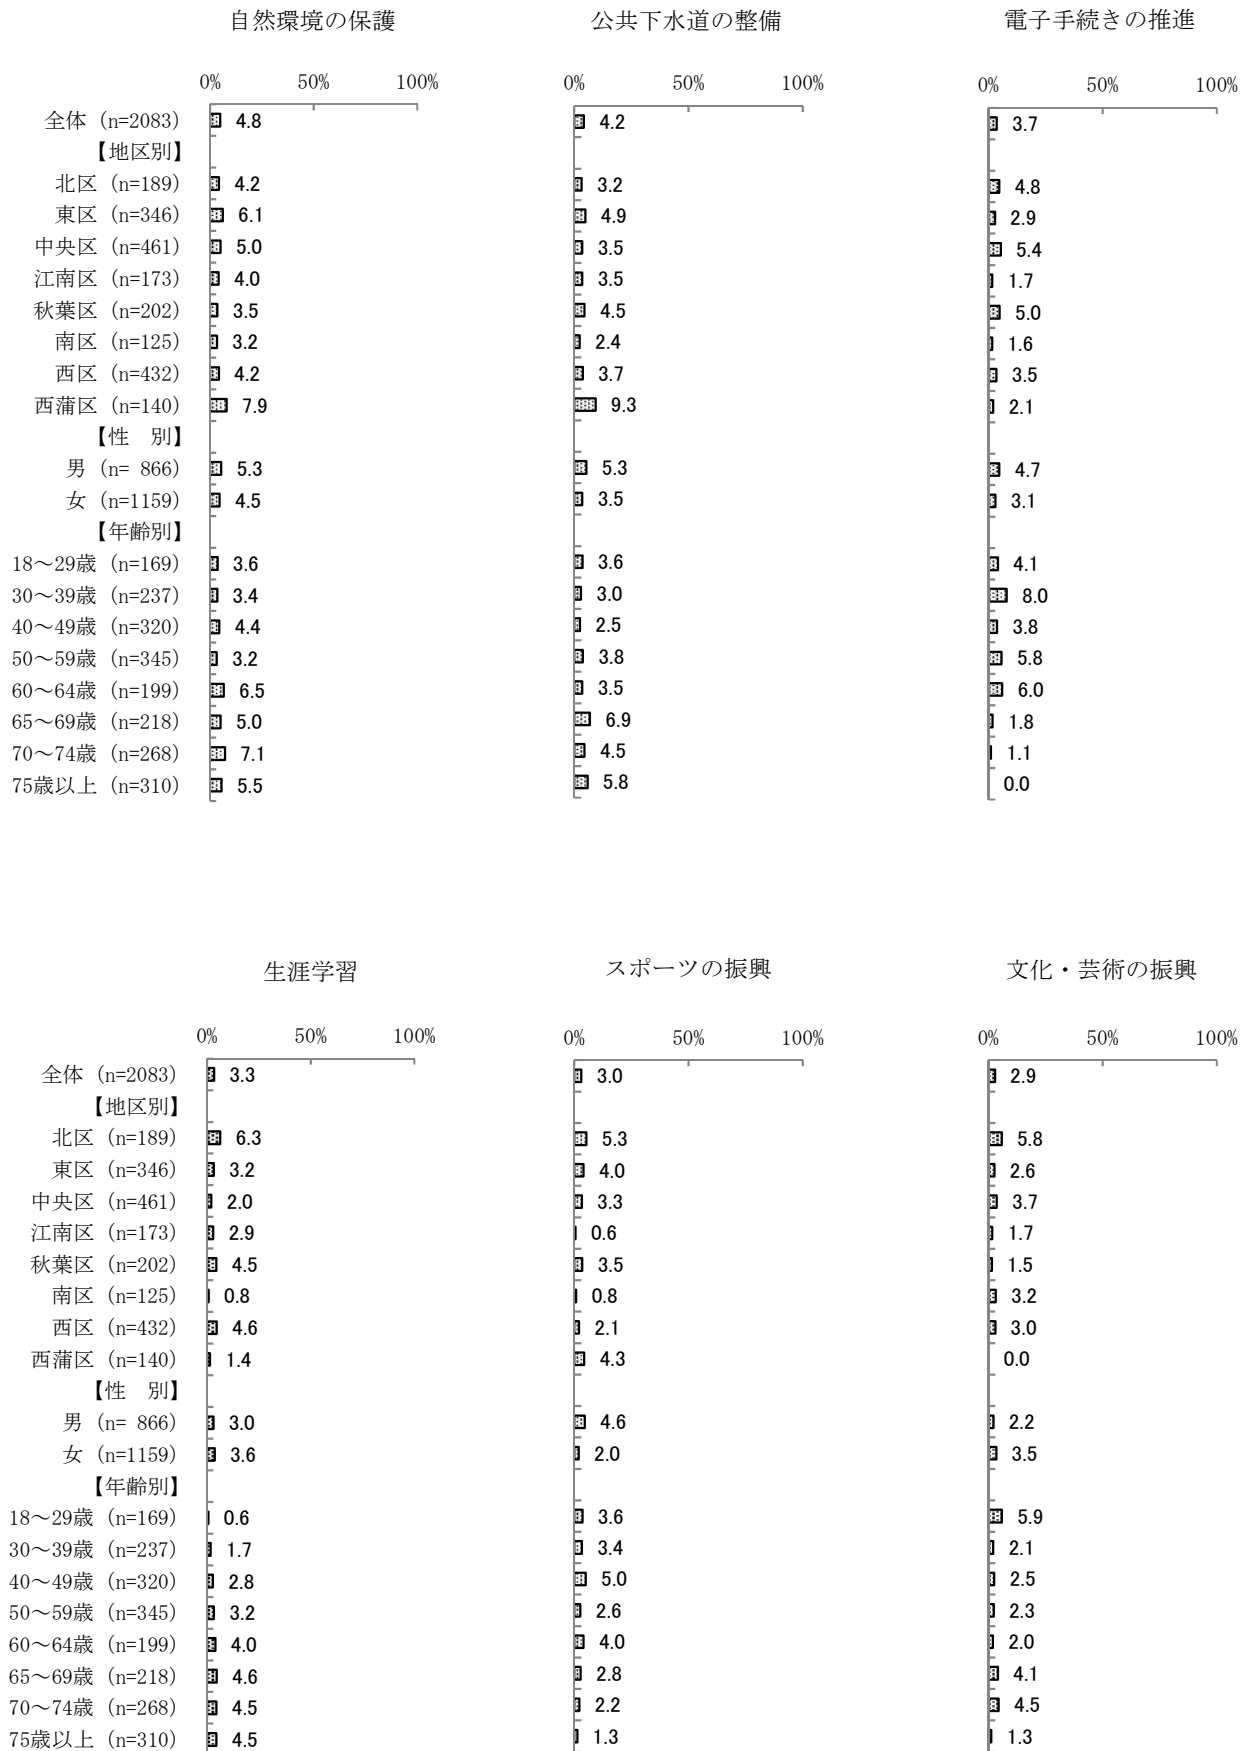 自然環境の保護 公共下水道の整備 電子手続きの推進
0% 50% 100% 0% 50% 100% 0% 50% 100%
全体 (n=2083) 4.8 4.2 3.7
【地区別】
北区 (n=189) 4.2 3.2 4.8
東区 (n=346) 6.1 4.9 2.9
中央区 (n=461) 5.0 3.5 5.4
江南区 (n=173) 4.0 3.5 1.7
秋葉区 (n=202) 3.5 4.5 5.0
南区 (n=125) 3.2 2.4 1.6
西区 (n=432) 4.2 3.7 3.5
西蒲区 (n=140) 7.9 9.3 2.1
【性　別】
男 (n= 866) 5.3 5.3 4.7
女 (n=1159) 4.5 3.5 3.1
【年齢別】
18～29歳 (n=169) 3.6 3.6 4.1
30～39歳 (n=237) 3.4 3.0 8.0
40～49歳 (n=320) 4.4 2.5 3.8
50～59歳 (n=345) 3.2 3.8 5.8
60～64歳 (n=199) 6.5 3.5 6.0
65～69歳 (n=218) 5.0 6.9 1.8
70～74歳 (n=268) 7.1 4.5 1.1
75歳以上 (n=310) 5.5 5.8 0.0
生涯学習 スポーツの振興 文化・芸術の振興
0% 50% 100% 0% 50% 100% 0% 50% 100%
全体 (n=2083) 3.3 3.0 2.9
【地区別】
北区 (n=189) 6.3 5.3 5.8
東区 (n=346) 3.2 4.0 2.6
中央区 (n=461) 2.0 3.3 3.7
江南区 (n=173) 2.9 0.6 1.7
秋葉区 (n=202) 4.5 3.5 1.5
南区 (n=125) 0.8 0.8 3.2
西区 (n=432) 4.6 2.1 3.0
西蒲区 (n=140) 1.4 4.3 0.0
【性　別】
男 (n= 866) 3.0 4.6 2.2
女 (n=1159) 3.6 2.0 3.5
【年齢別】
18～29歳 (n=169) 0.6 3.6 5.9
30～39歳 (n=237) 1.7 3.4 2.1
40～49歳 (n=320) 2.8 5.0 2.5
50～59歳 (n=345) 3.2 2.6 2.3
60～64歳 (n=199) 4.0 4.0 2.0
65～69歳 (n=218) 4.6 2.8 4.1
70～74歳 (n=268) 4.5 2.2 4.5
75歳以上 (n=310) 4.5 1.3 1.3